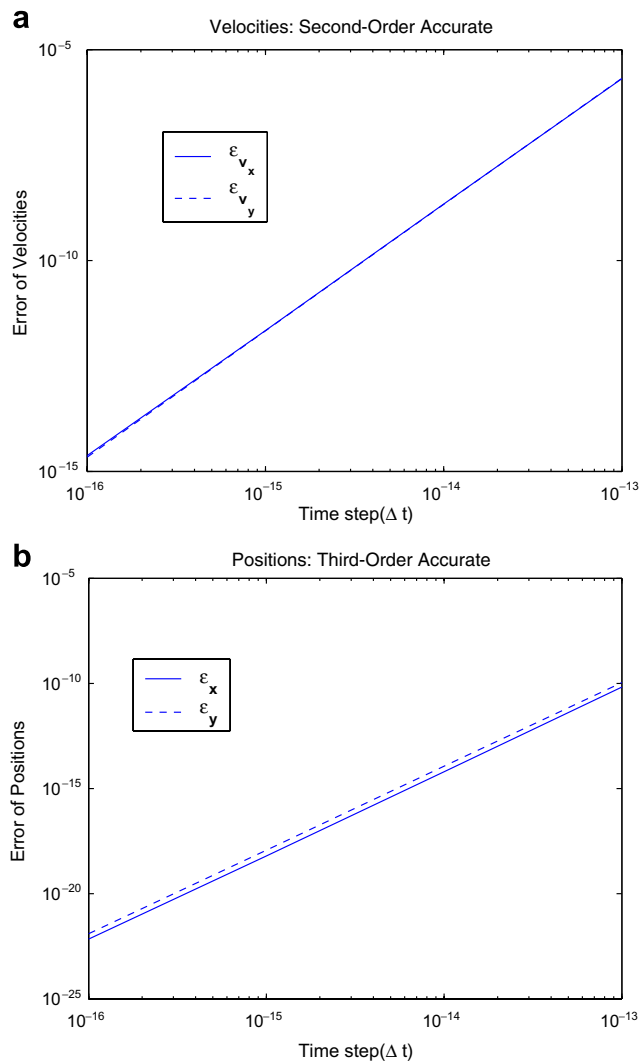 a
Velocities: Second-Order Accurate
10⁻⁵
10⁻¹⁰
10⁻¹⁵
Error of Velocities
ε_v_x
ε_v_y
10⁻¹⁶
10⁻¹⁵
10⁻¹⁴
10⁻¹³
Time step(Δ t)
b
Positions: Third-Order Accurate
10⁻⁵
10⁻¹⁰
10⁻¹⁵
10⁻²⁰
10⁻²⁵
Error of Positions
ε_x
ε_y
10⁻¹⁶
10⁻¹⁵
10⁻¹⁴
10⁻¹³
Time step(Δ t)